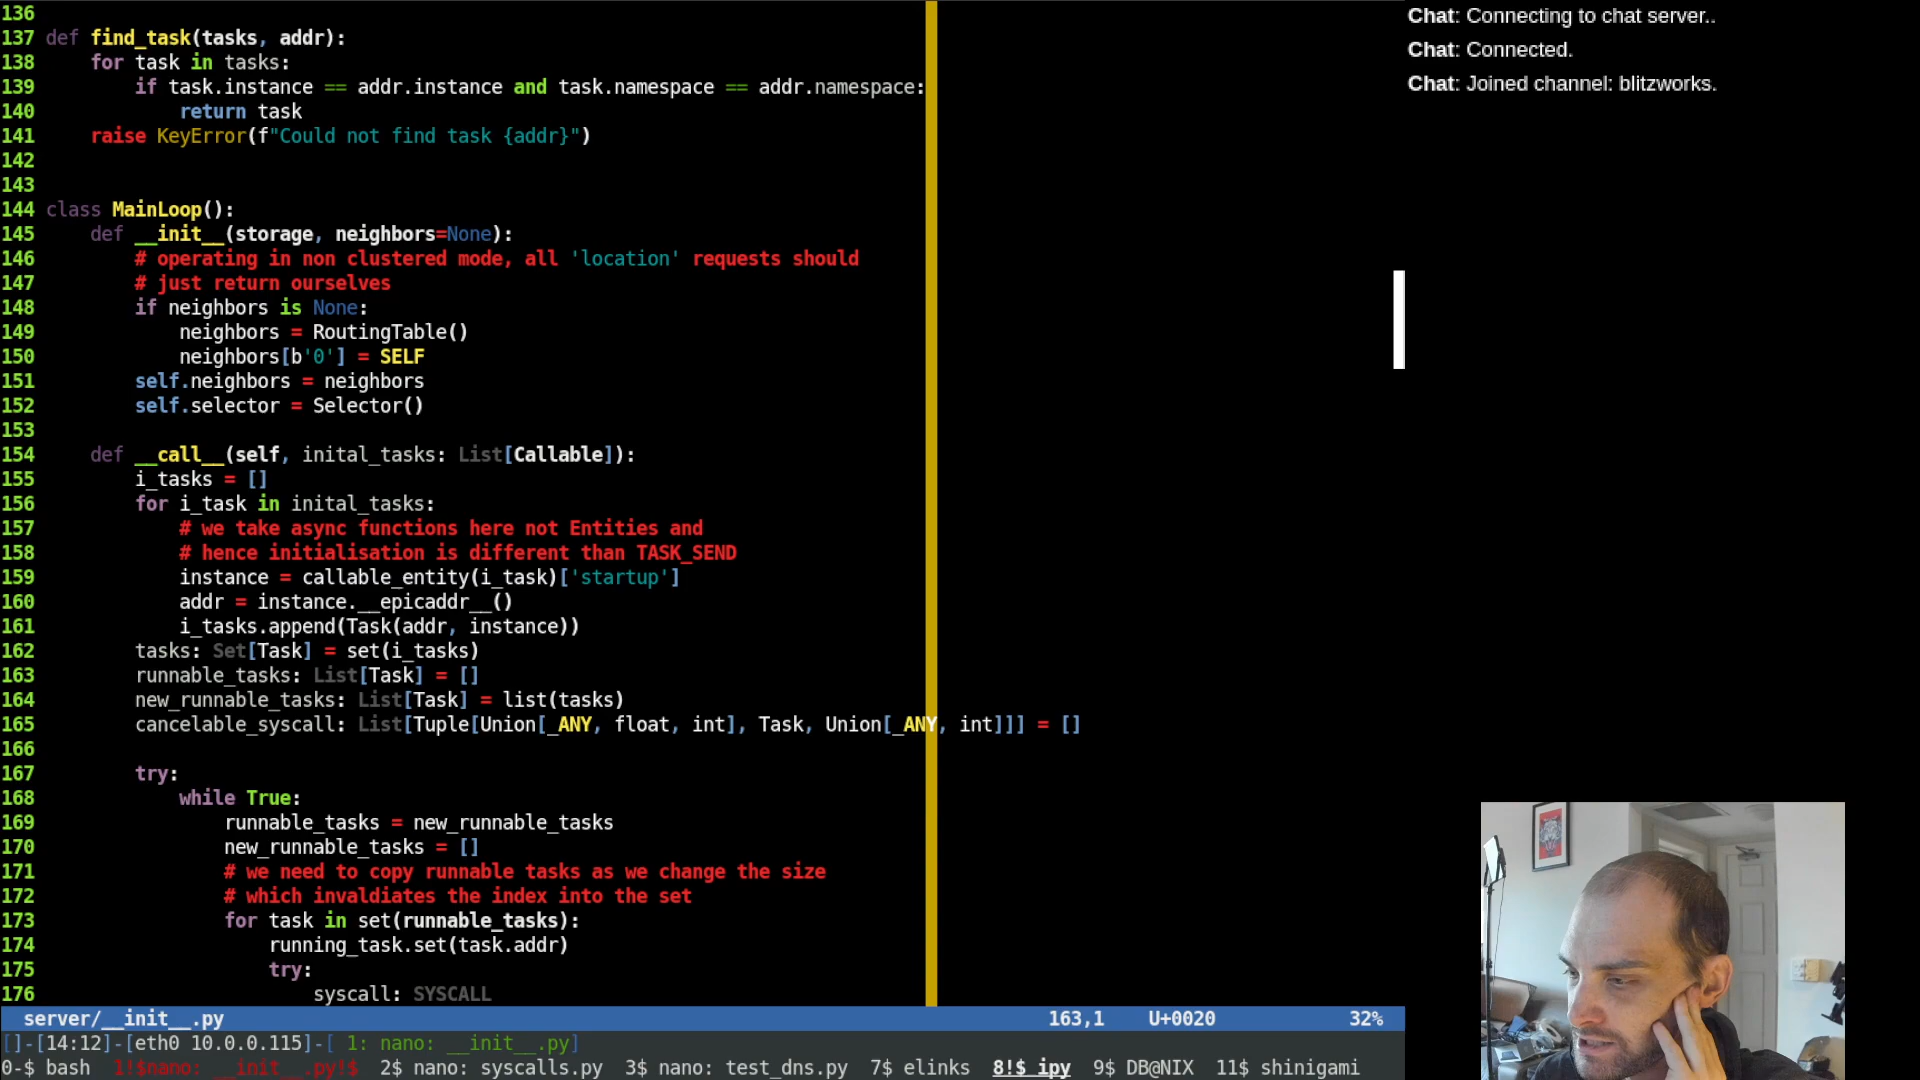 136
137 def find_task(tasks, addr):
138     for task in tasks:
139         if task.instance == addr.instance and task.namespace == addr.namespace:
140             return task
141     raise KeyError(f"Could not find task {addr}")
142
143
144 class MainLoop():
145     def __init__(storage, neighbors=None):
146         # operating in non clustered mode, all 'location' requests should
147         # just return ourselves
148         if neighbors is None:
149             neighbors = RoutingTable()
150             neighbors[b'0'] = SELF
151         self.neighbors = neighbors
152         self.selector = Selector()
153
154     def __call__(self, inital_tasks: List[Callable]):
155         i_tasks = []
156         for i_task in inital_tasks:
157             # we take async functions here not Entities and
158             # hence initialisation is different than TASK_SEND
159             instance = callable_entity(i_task)['startup']
160             addr = instance.__epicaddr__()
161             i_tasks.append(Task(addr, instance))
162         tasks: Set[Task] = set(i_tasks)
163         runnable_tasks: List[Task] = []
164         new_runnable_tasks: List[Task] = list(tasks)
165         cancelable_syscall: List[Tuple[Union[_ANY, float, int], Task, Union[_ANY, int]]] = []
166
167         try:
168             while True:
169                 runnable_tasks = new_runnable_tasks
170                 new_runnable_tasks = []
171                 # we need to copy runnable tasks as we change the size
172                 # which invaldiates the index into the set
173                 for task in set(runnable_tasks):
174                     running_task.set(task.addr)
175                     try:
176                         syscall: SYSCALL
server/__init__.py 163,1 U+0020 32%
[]-[14:12]-[eth0 10.0.0.115]-[ 1: nano: __init__.py]
0-$ bash 1!$nano: __init__.py!$ 2$ nano: syscalls.py 3$ nano: test_dns.py 7$ elinks 8!$ ipy 9$ DB@NIX 11$ shinigami
Chat: Connecting to chat server..
Chat: Connected.
Chat: Joined channel: blitzworks.